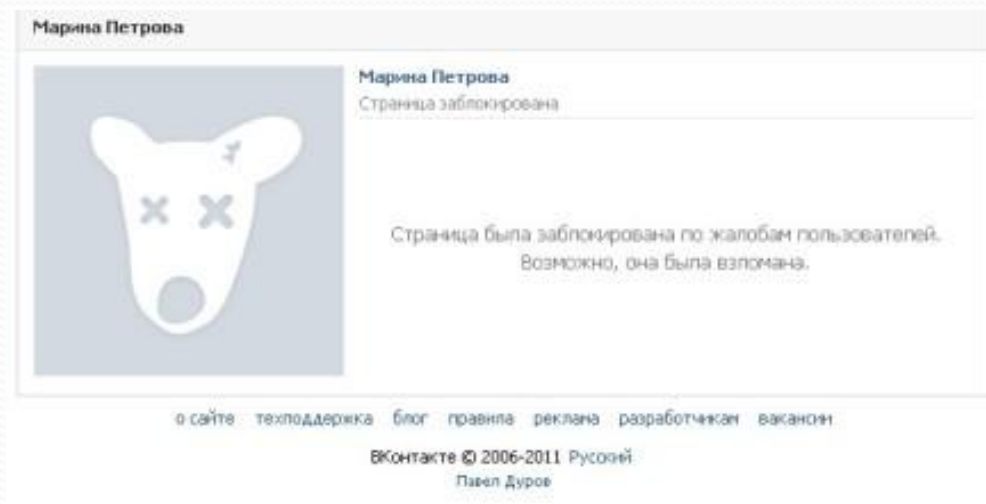 Марина Петрова
Марина Петрова
Страница заблокирована
Страница была заблокирована по жалобам пользователей.
Возможно, она была взломана.
о сайте техподдержка блог правила реклама разработчикам вакансии
ВКонтакте © 2006-2011 Русский
Павел Дуров